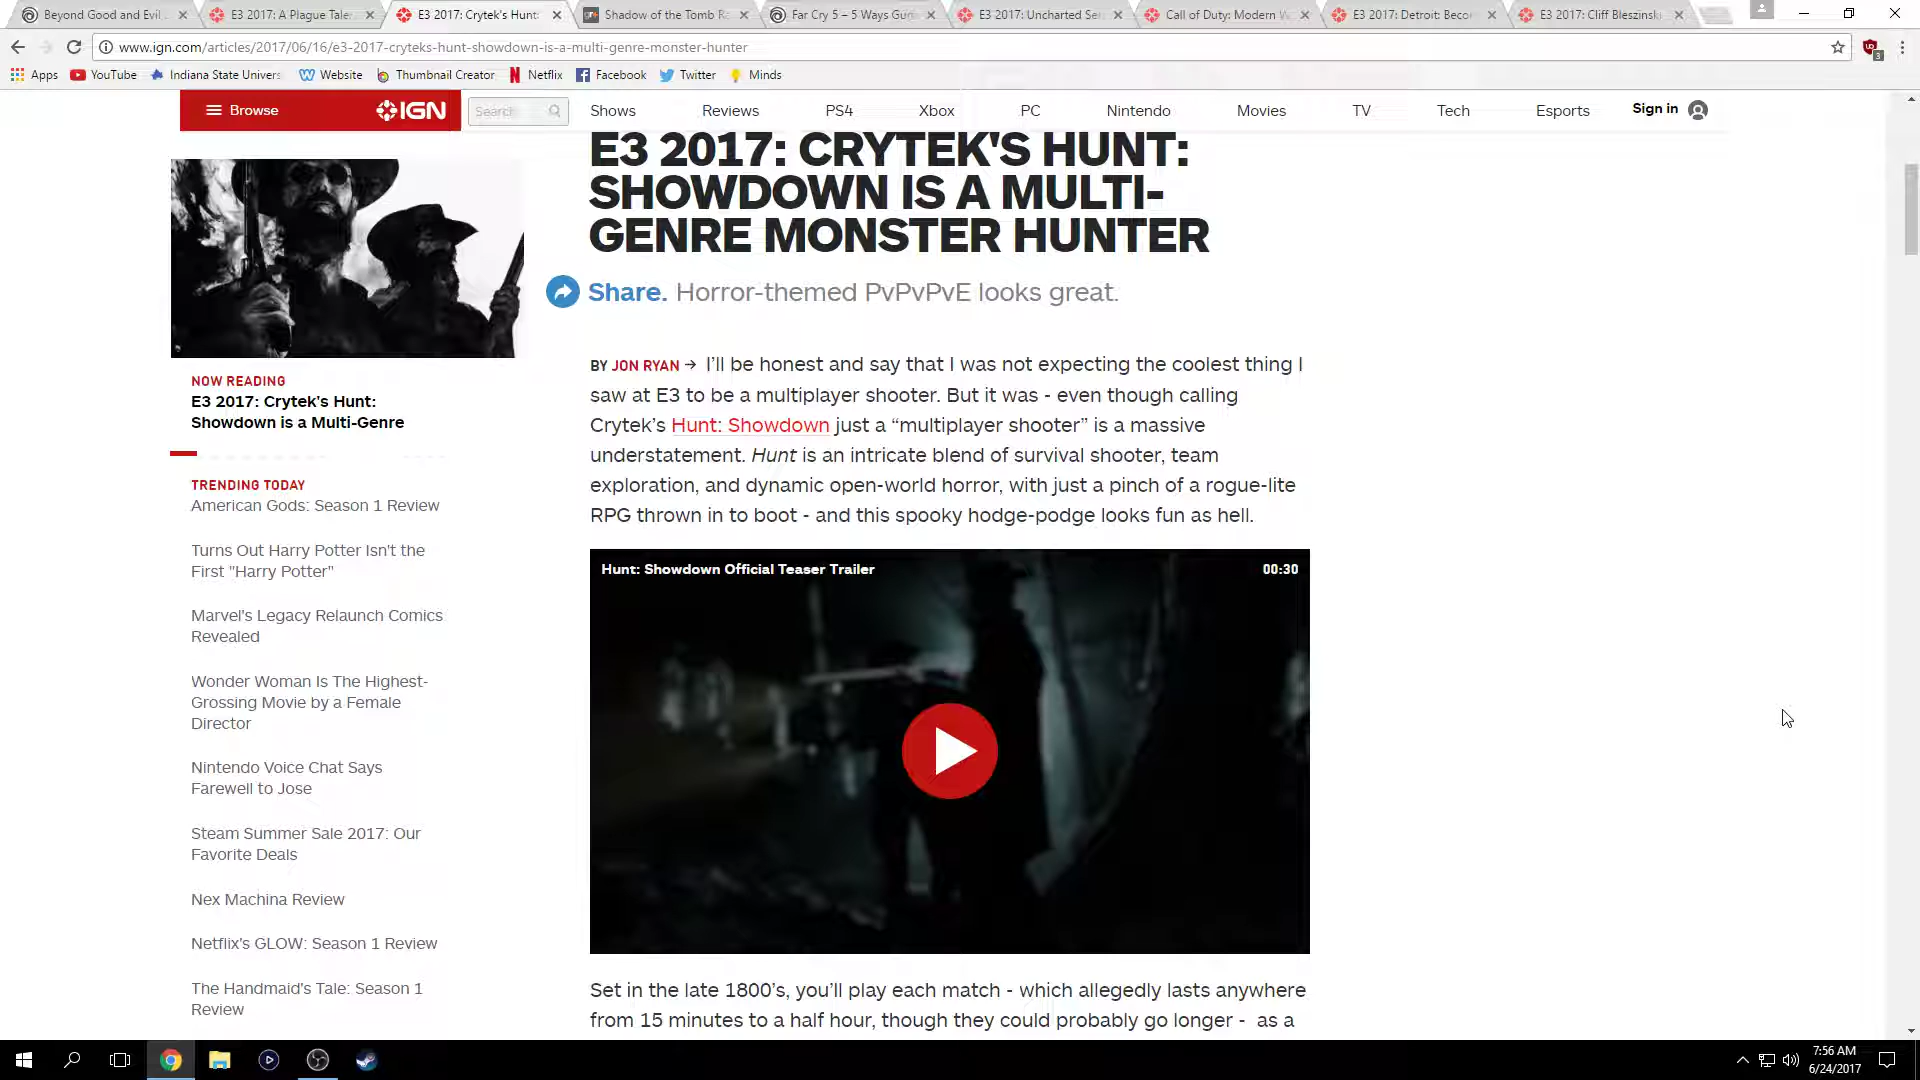 Beyond Good and Evil
E3 2017: A Plague Tale:
E3 2017: Crytek's Hunt:
Shadow of the Tomb R
Far Cry 5 – 5 Ways Gun
E3 2017: Uncharted Ser
Call of Duty: Modern W
E3 2017: Detroit: Becor
E3 2017: Cliff Bleszinski
www.ign.com/articles/2017/06/16/e3-2017-cryteks-hunt-showdown-is-a-multi-genre-monster-hunter
3
Apps
YouTube
Indiana State Univers
Website
Thumbnail Creator
Netflix
Facebook
Twitter
Minds
Browse
IGN
Search
Shows
Reviews
PS4
Xbox
PC
Nintendo
Movies
TV
Tech
Esports
Sign in
E3 2017: CRYTEK'S HUNT:
SHOWDOWN IS A MULTI-
GENRE MONSTER HUNTER
Share. Horror-themed PvPvPvE looks great.
NOW READING
E3 2017: Crytek's Hunt:
Showdown is a Multi-Genre
TRENDING TODAY
American Gods: Season 1 Review
Turns Out Harry Potter Isn't the
First "Harry Potter"
Marvel's Legacy Relaunch Comics
Revealed
Wonder Woman Is The Highest-
Grossing Movie by a Female
Director
Nintendo Voice Chat Says
Farewell to Jose
Steam Summer Sale 2017: Our
Favorite Deals
Nex Machina Review
Netflix's GLOW: Season 1 Review
The Handmaid's Tale: Season 1
Review
BY JON RYAN → I'll be honest and say that I was not expecting the coolest thing I
saw at E3 to be a multiplayer shooter. But it was - even though calling
Crytek's Hunt: Showdown just a “multiplayer shooter” is a massive
understatement. Hunt is an intricate blend of survival shooter, team
exploration, and dynamic open-world horror, with just a pinch of a rogue-lite
RPG thrown in to boot - and this spooky hodge-podge looks fun as hell.
Hunt: Showdown Official Teaser Trailer
00:30
Set in the late 1800's, you'll play each match - which allegedly lasts anywhere
from 15 minutes to a half hour, though they could probably go longer - as a
7:56 AM
6/24/2017